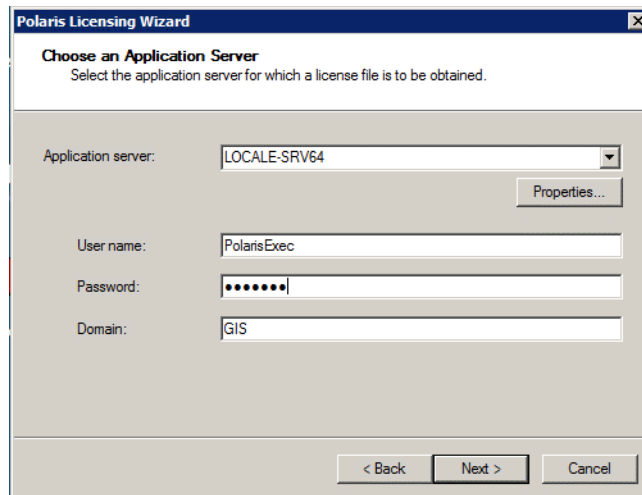 Polaris Licensing Wizard
Choose an Application Server
Select the application server for which a license file is to be obtained.
Application server: LOCALE-SRV64
Properties...
User name: PolarisExec
Password: ●●●●●●●
Domain: GIS
< Back Next > Cancel